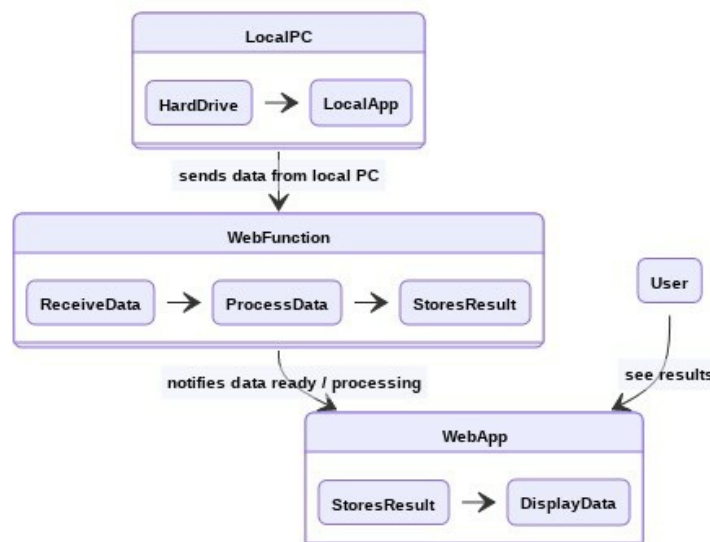 LocalPC
HardDrive
LocalApp
sends data from local PC
WebFunction
ReceiveData
ProcessData
StoresResult
User
notifies data ready / processing
see results
WebApp
StoresResult
DisplayData